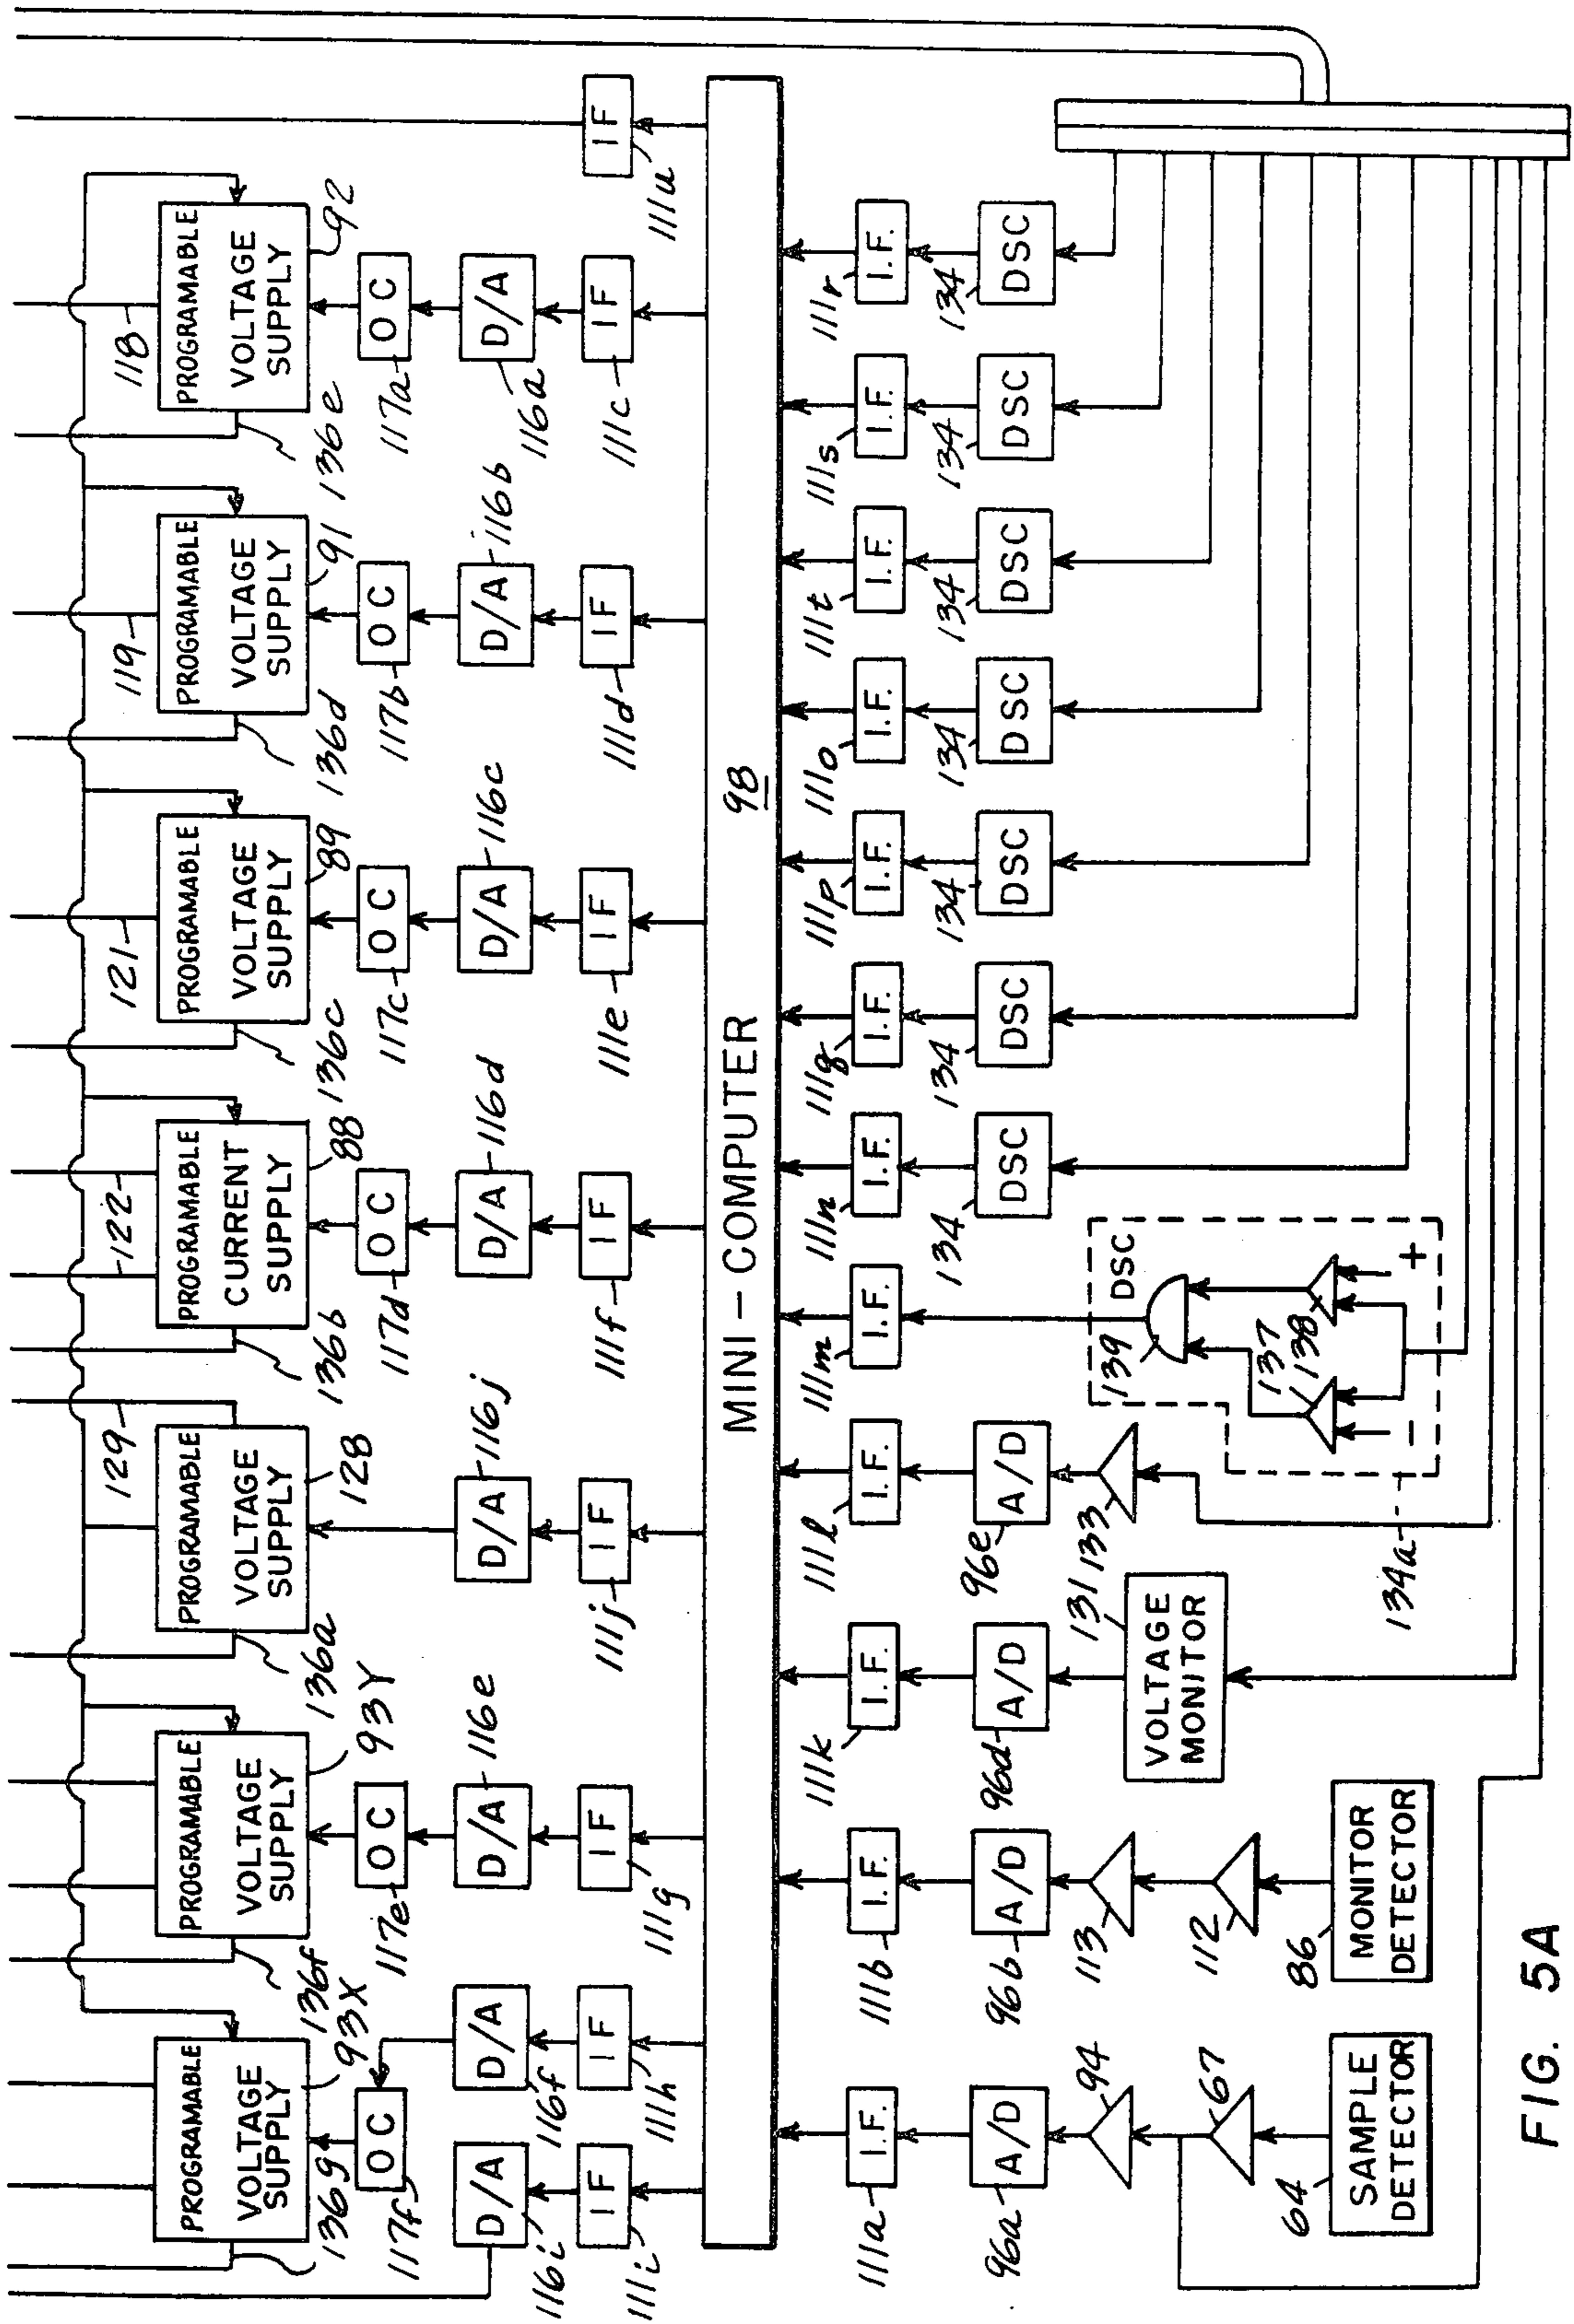 118
119
121
122
129
PROGRAMABLE
VOLTAGE
SUPPLY
93X
136g
PROGRAMABLE
VOLTAGE
SUPPLY
93Y
136f
PROGRAMABLE
VOLTAGE
SUPPLY
128
136a
PROGRAMABLE
CURRENT
SUPPLY
88
136b
PROGRAMABLE
VOLTAGE
SUPPLY
89
136c
PROGRAMABLE
VOLTAGE
SUPPLY
91
136d
PROGRAMABLE
VOLTAGE
SUPPLY
92
136e
OC
117f
OC
117e
OC
117d
OC
117c
OC
117b
OC
117a
D/A
116i
D/A
116f
D/A
116e
D/A
116j
D/A
116d
D/A
116c
D/A
116b
D/A
116a
IF
111i
IF
111h
IF
111g
IF
111j
IF
111f
IF
111e
IF
111d
IF
111c
IF
111u
MINI-COMPUTER 98
I.F.
111a
I.F.
111b
I.F.
111k
I.F.
111l
I.F.
111m
I.F.
111n
I.F.
111q
I.F.
111p
I.F.
111o
I.F.
111t
I.F.
111s
I.F.
111r
A/D
96a
A/D
96b
A/D
96d
A/D
96e
DSC
134
DSC
134
DSC
134
DSC
134
DSC
134
DSC
134
DSC
134
94
113
VOLTAGE
MONITOR
131
133
DSC
139
137
138
−
+
134a
67
112
SAMPLE
DETECTOR
64
MONITOR
DETECTOR
86
FIG. 5A